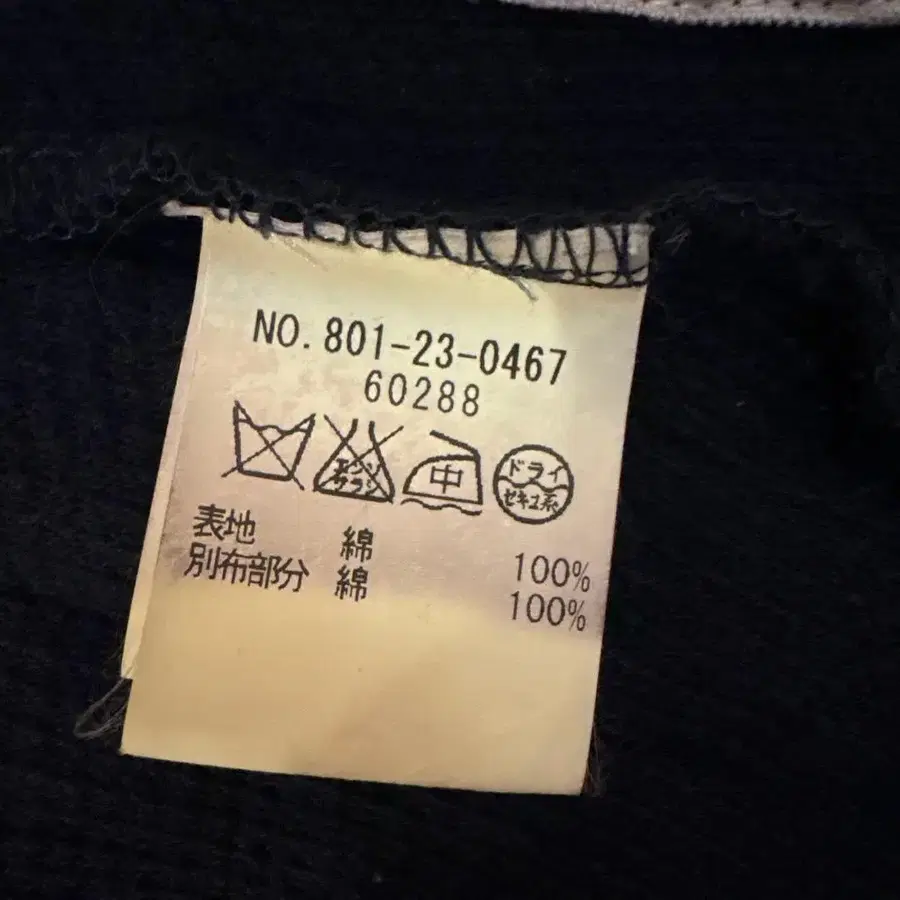 NO. 801-23-0467
60288
エンソ
サラシ
中
ドライ
セキユ系
表地 綿 100%
別布部分 綿 100%